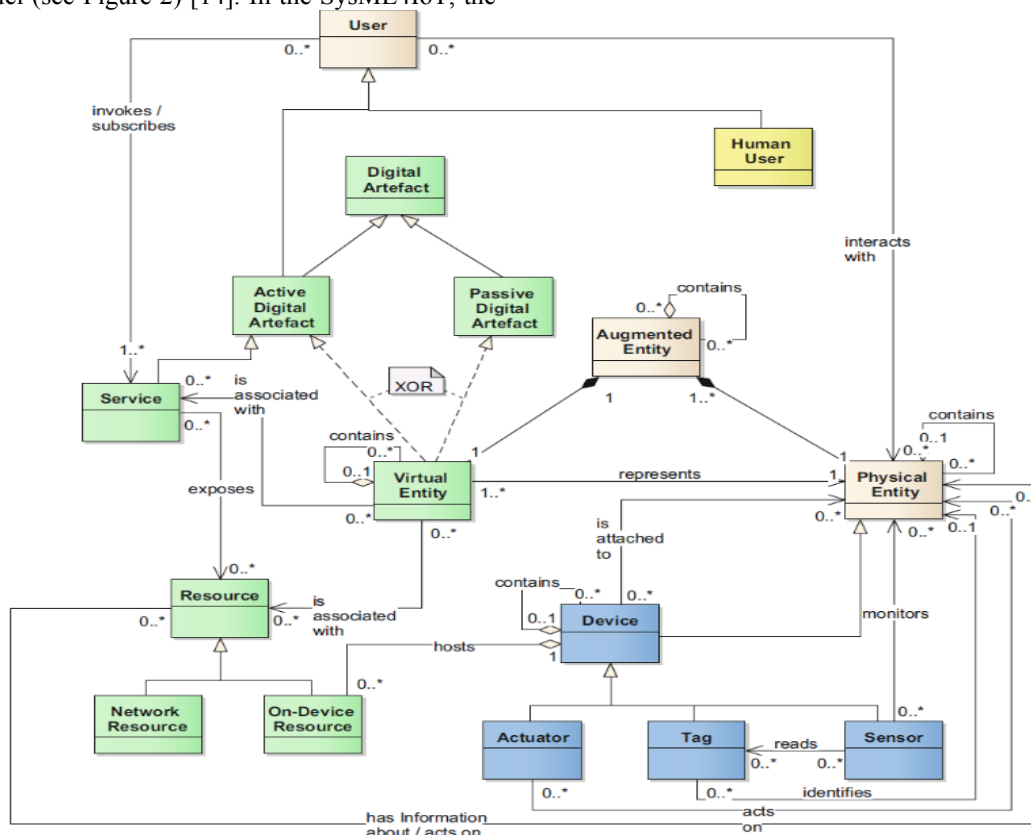 (see Figure 2) [14]. In the SysML4IoT, the
User
0..*
0..*
invokes /
subscribes
Human
User
Digital
Artefact
interacts
with
Active
Digital
Artefact
Passive
Digital
Artefact
contains
0..*
0..*
Augmented
Entity
1..*
0..*
is
associated
with
XOR
1
1..*
Service
0..*
contains
0..*
0..1
Virtual
Entity
0..*
1
represents
1..*
1
1
contains
0..1
0..*
0..*
Physical
Entity
0..*
0..*
0..1
0..
0..*
exposes
0..*
is
attached
to
0..*
Resource
0..*
0..*
is
associated
with
contains
0..*
0..1
0..*
Device
1
monitors
hosts
0..*
Network
Resource
On-Device
Resource
0..*
Actuator
Tag
Sensor
reads
0..*
0..*
0..*
0..*
identifies
acts
on
has Information
about / acts on